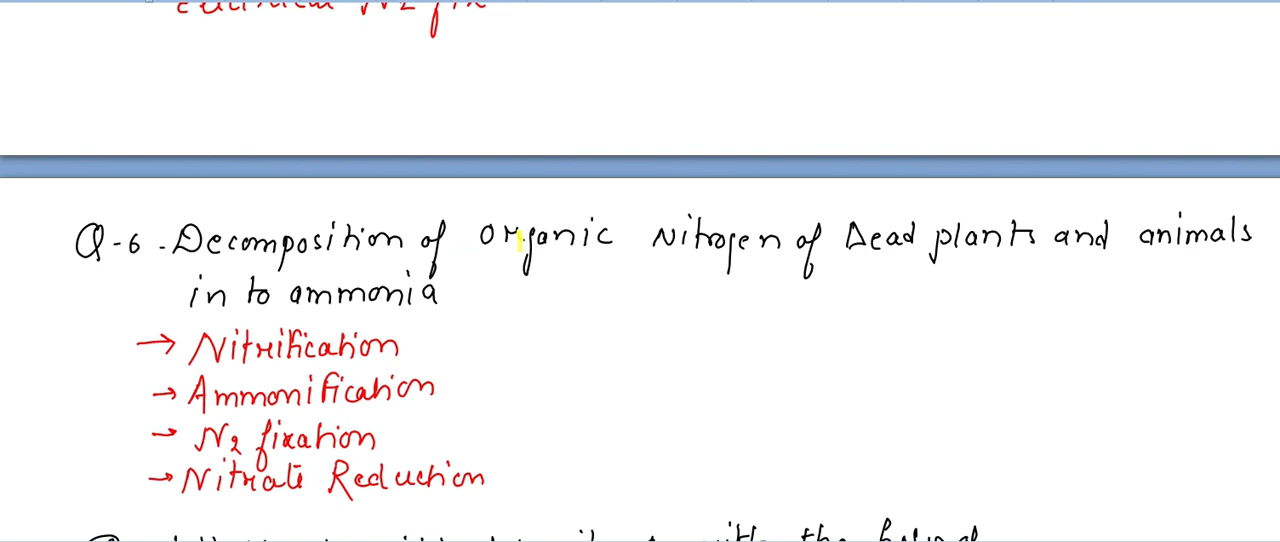 Q-6 - Decomposition of organic Nitrogen of Dead plants and animals
in to ammonia
→ Nitrification
→ Ammonification
→ N2 fixation
→ Nitrate Reduction